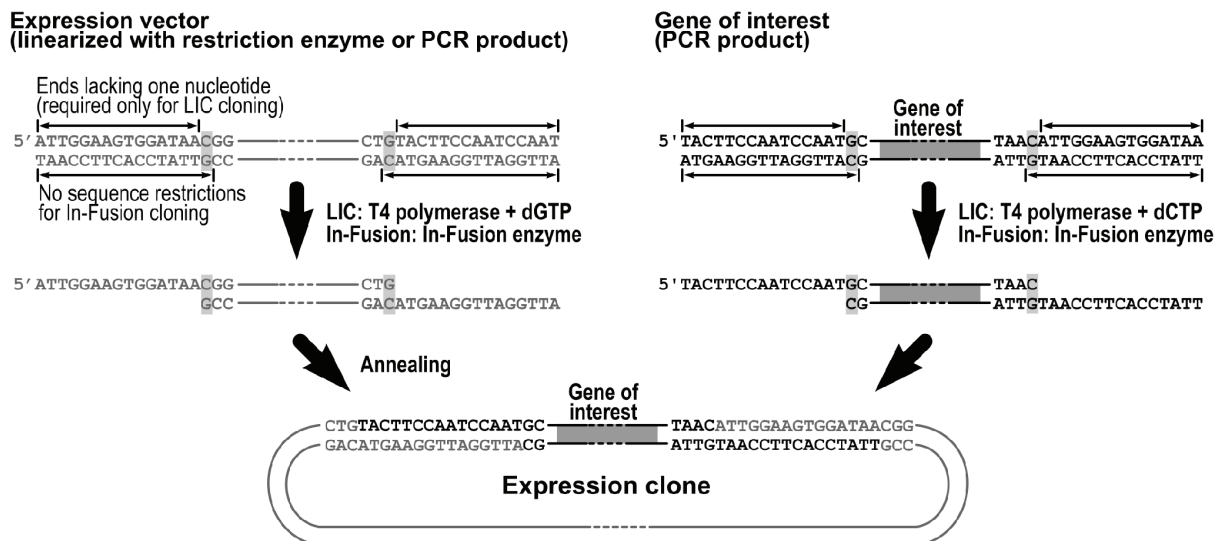 Expression vector
(linearized with restriction enzyme or PCR product)
Ends lacking one nucleotide
(required only for LIC cloning)
5′ATTGGAAGTGGATAACGG CTGTACTTCCAATCCAAT
TAACCTTCACCTATTGCC GACATGAAGGTTAGGTTA
No sequence restrictions
for In-Fusion cloning
LIC: T4 polymerase + dGTP
In-Fusion: In-Fusion enzyme
5′ATTGGAAGTGGATAACGG CTG
GCC GACATGAAGGTTAGGTTA
Gene of interest
(PCR product)
Gene of
interest
5'TACTTCCAATCCAATGC TAACATTGGAAGTGGATAA
ATGAAGGTTAGGTTACG ATTGTAACCTTCACCTATT
LIC: T4 polymerase + dCTP
In-Fusion: In-Fusion enzyme
5'TACTTCCAATCCAATGC TAAC
CG ATTGTAACCTTCACCTATT
Annealing
Gene of
interest
CTGTACTTCCAATCCAATGC TAACATTGGAAGTGGATAACGG
GACATGAAGGTTAGGTTACG ATTGTAACCTTCACCTATTGCC
Expression clone